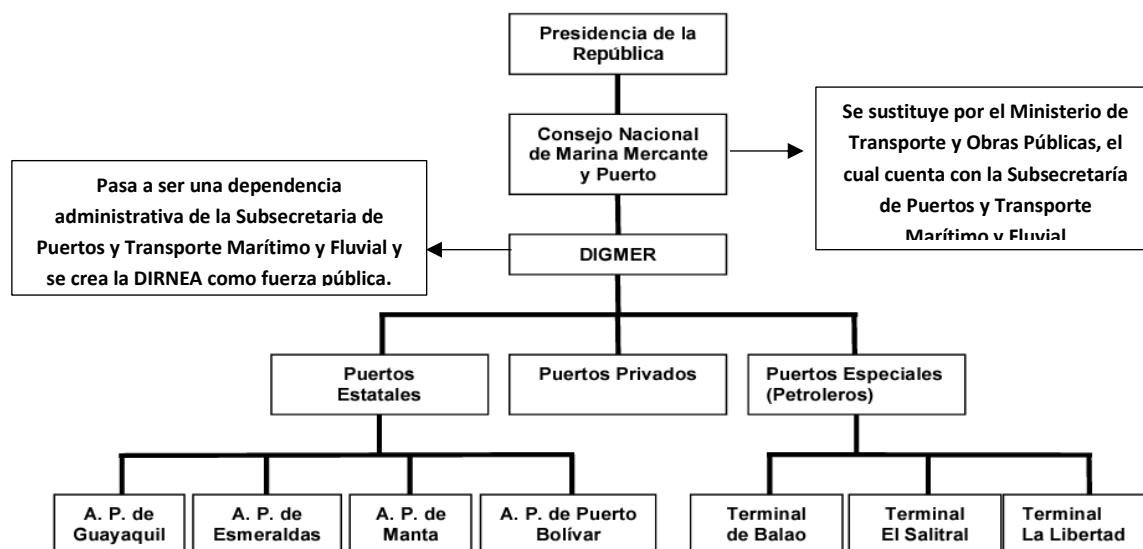 Presidencia de la
República
Consejo Nacional
de Marina Mercante
y Puerto
Se sustituye por el Ministerio de
Transporte y Obras Públicas, el
cual cuenta con la Subsecretaría
de Puertos y Transporte
Marítimo y Fluvial
Pasa a ser una dependencia
administrativa de la Subsecretaria de
Puertos y Transporte Marítimo y Fluvial y
se crea la DIRNEA como fuerza pública.
DIGMER
Puertos
Estatales
Puertos Privados
Puertos Especiales
(Petroleros)
A. P. de
Guayaquil
A. P. de
Esmeraldas
A. P. de
Manta
A. P. de Puerto
Bolívar
Terminal
de Balao
Terminal
El Salitral
Terminal
La Libertad